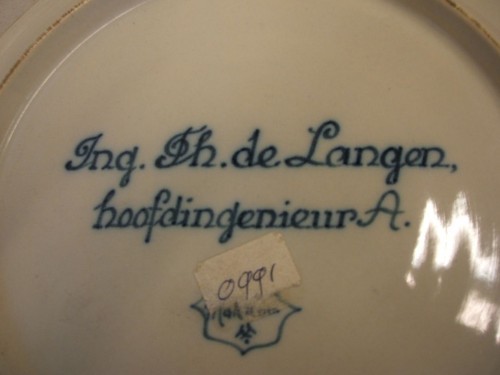 Ing. Th. de Langen,
hoofdingenieur A.
0991